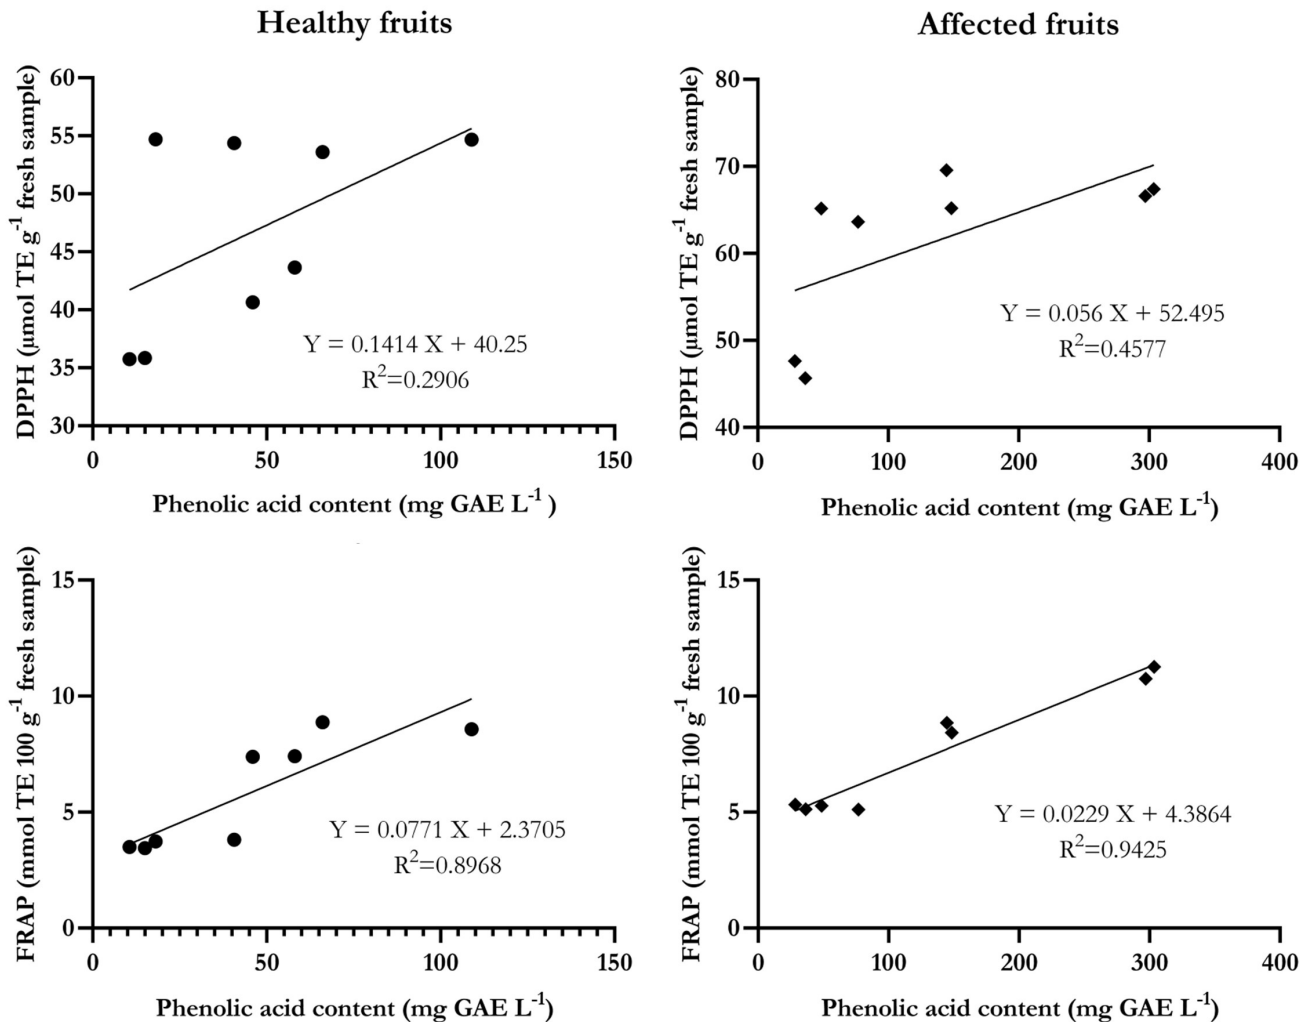 Healthy fruits
Affected fruits
DPPH (μmol TE g-1 fresh sample)
60
55
50
45
40
35
30
Y = 0.1414 X + 40.25
R2=0.2906
0
50
100
150
Phenolic acid content (mg GAE L-1 )
DPPH (μmol TE g-1 fresh sample)
80
70
60
50
40
Y = 0.056 X + 52.495
R2=0.4577
0
100
200
300
400
Phenolic acid content (mg GAE L-1)
FRAP (mmol TE 100 g-1 fresh sample)
15
10
5
0
Y = 0.0771 X + 2.3705
R2=0.8968
0
50
100
150
Phenolic acid content (mg GAE L-1)
FRAP (mmol TE 100 g-1 fresh sample)
15
10
5
0
Y = 0.0229 X + 4.3864
R2=0.9425
0
100
200
300
400
Phenolic acid content (mg GAE L-1)